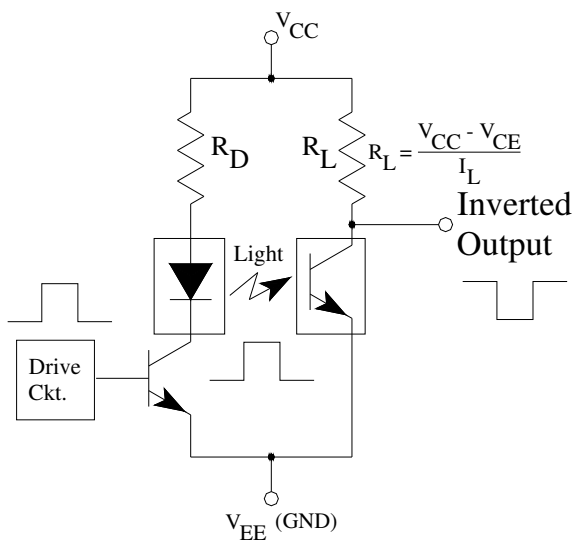 VCC
RD
RL
RL = VCC - VCE / IL
Inverted
Output
Light
Drive
Ckt.
VEE (GND)